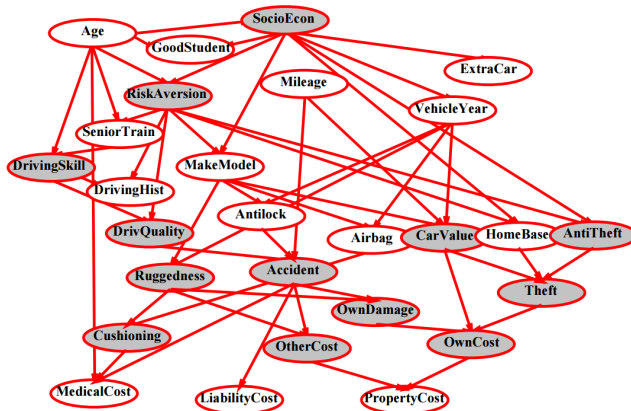 SocioEcon
Age
GoodStudent
ExtraCar
Mileage
RiskAversion
VehicleYear
SeniorTrain
DrivingSkill
MakeModel
DrivingHist
Antilock
DrivQuality
Airbag
CarValue
HomeBase
AntiTheft
Ruggedness
Accident
Theft
OwnDamage
Cushioning
OtherCost
OwnCost
MedicalCost
LiabilityCost
PropertyCost